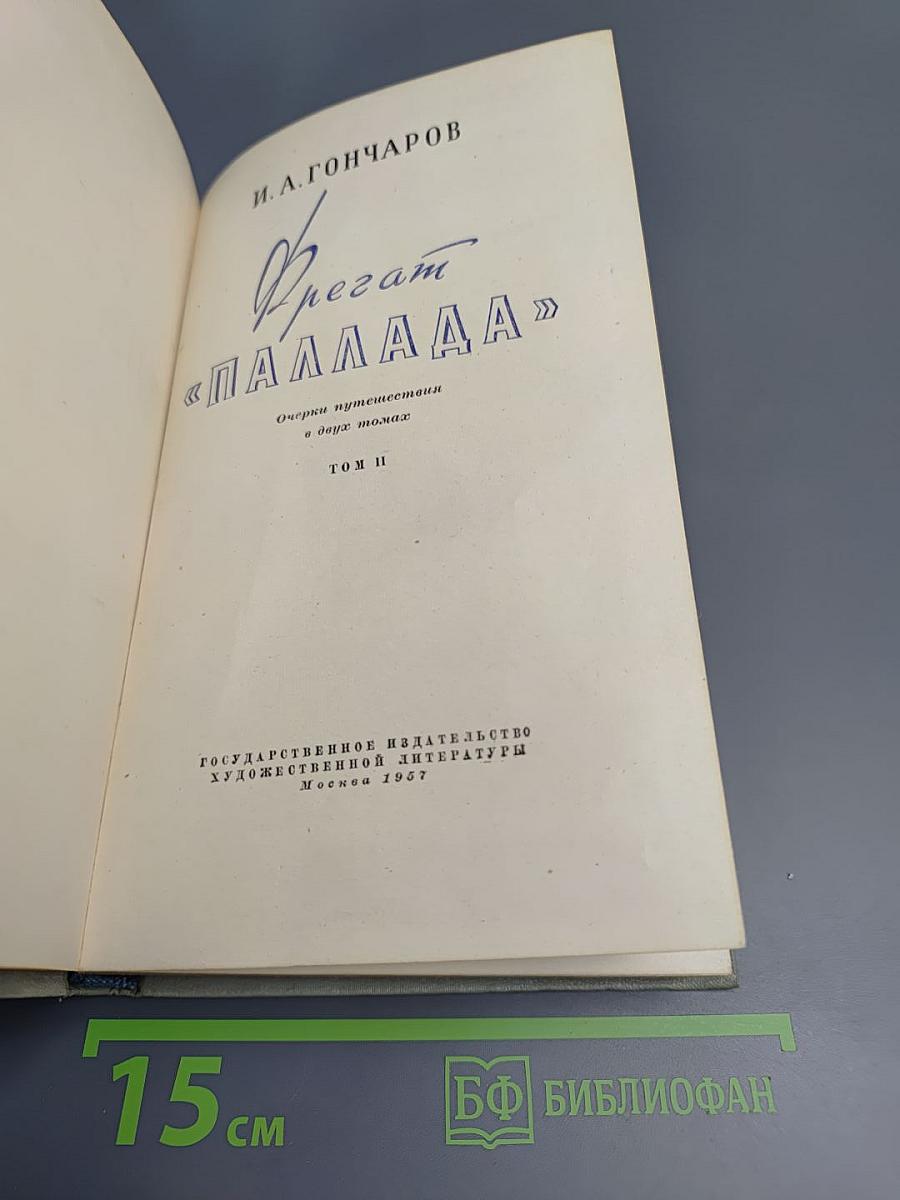 И. А. ГОНЧАРОВ
Фрегат
«ПАЛЛАДА»
Очерки путешествия
в двух томах
ТОМ II
ГОСУДАРСТВЕННОЕ ИЗДАТЕЛЬСТВО
ХУДОЖЕСТВЕННОЙ ЛИТЕРАТУРЫ
Москва 1957
15 см
БФ БИБЛИОФАН